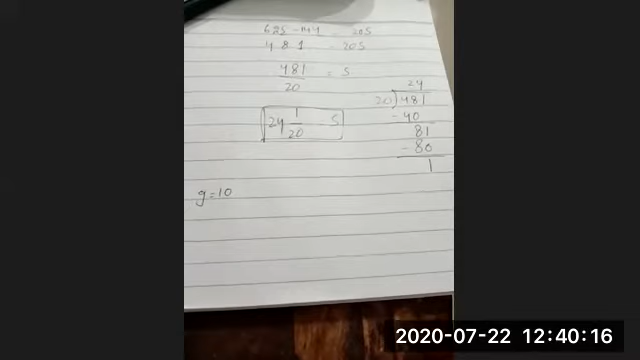 625 - 144 = 20S
481 = 20S
481/20 = S
24 1/20 = S
24
20)481
- 40
81
- 80
1
g = 10
2020-07-22 12:40:16